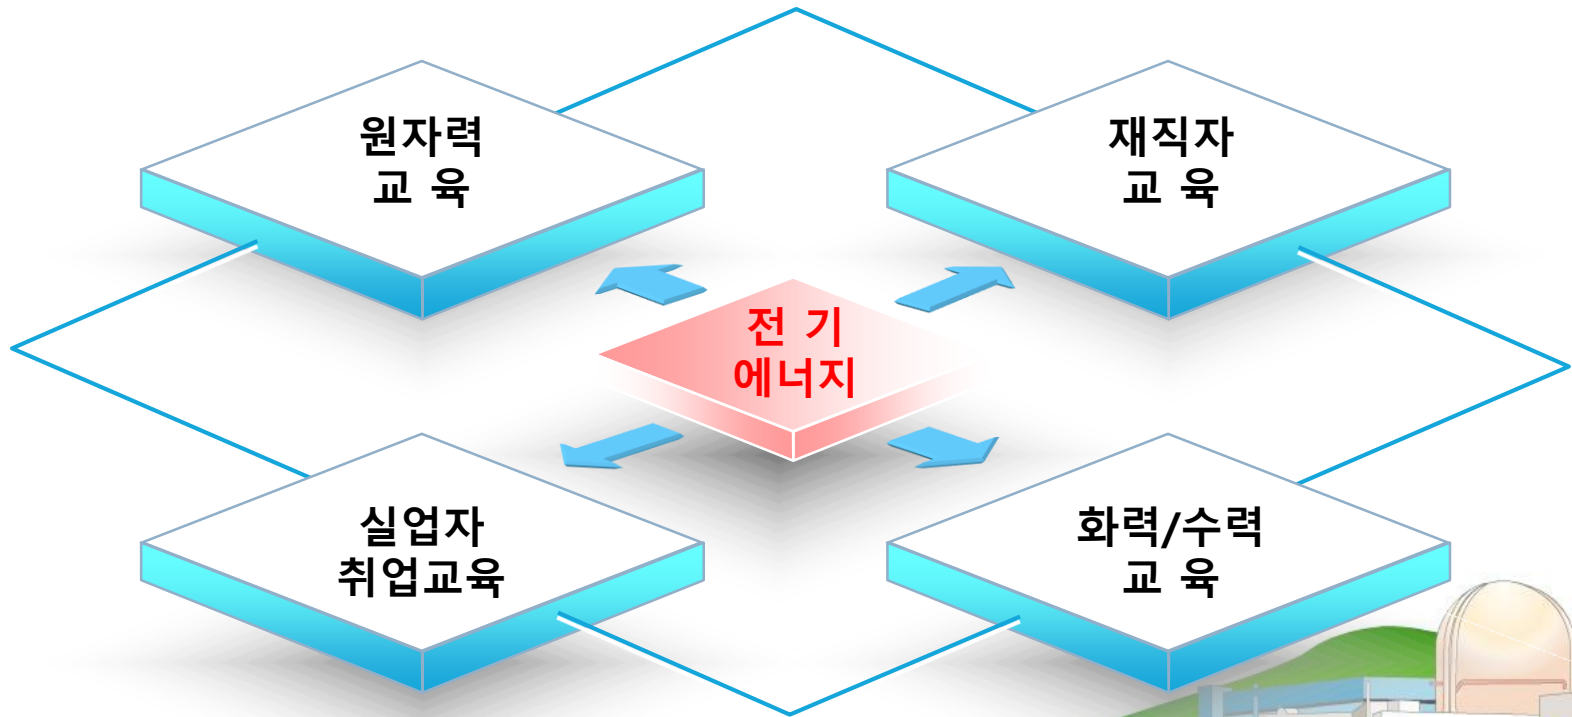 원자력
교 육
재직자
교 육
전 기
에너지
실업자
취업교육
화력/수력
교 육